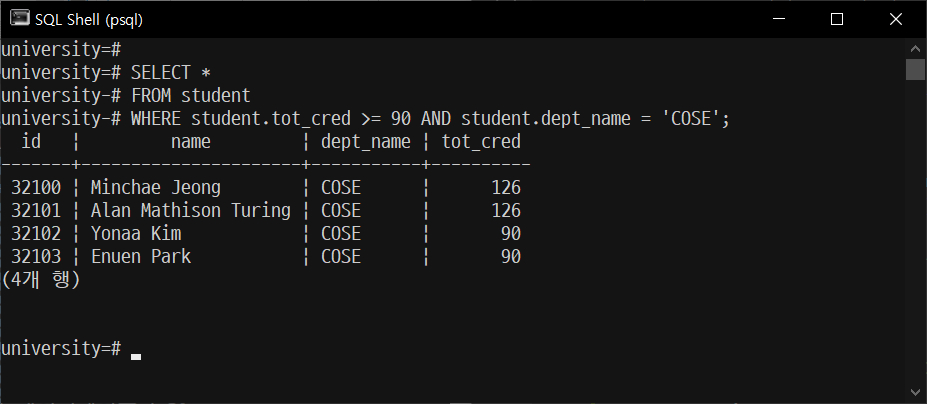 SQL Shell (psql)
university=#
university=# SELECT *
university-# FROM student
university-# WHERE student.tot_cred >= 90 AND student.dept_name = 'COSE';
  id   ¦         name         ¦ dept_name ¦ tot_cred
-------+----------------------+-----------+----------
 32100 ¦ Minchae Jeong        ¦ COSE      ¦      126
 32101 ¦ Alan Mathison Turing ¦ COSE      ¦      126
 32102 ¦ Yonaa Kim            ¦ COSE      ¦       90
 32103 ¦ Enuen Park           ¦ COSE      ¦       90
(4개 행)
university=#